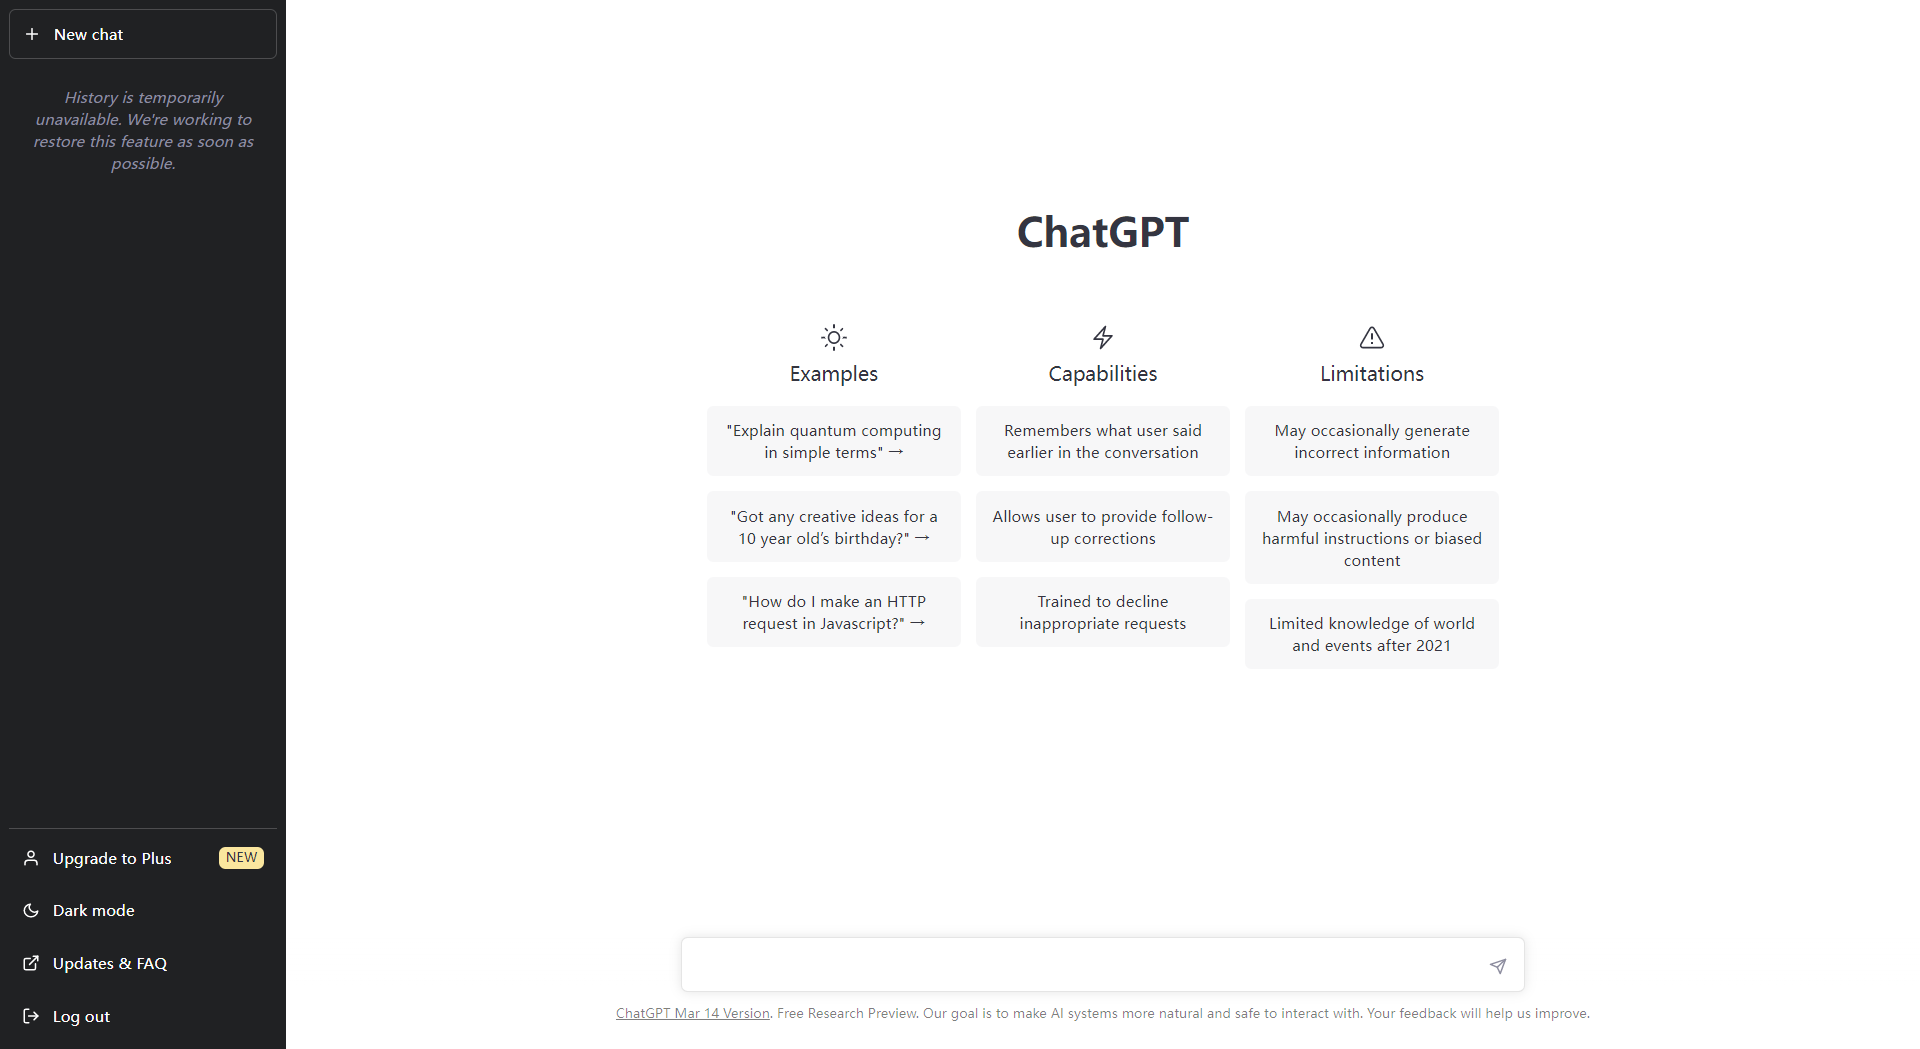 New chat
History is temporarily
unavailable. We're working to
restore this feature as soon as
possible.
Upgrade to Plus NEW
Dark mode
Updates & FAQ
Log out
ChatGPT
Examples
"Explain quantum computing
in simple terms" →
"Got any creative ideas for a
10 year old’s birthday?" →
"How do I make an HTTP
request in Javascript?" →
Capabilities
Remembers what user said
earlier in the conversation
Allows user to provide follow-
up corrections
Trained to decline
inappropriate requests
Limitations
May occasionally generate
incorrect information
May occasionally produce
harmful instructions or biased
content
Limited knowledge of world
and events after 2021
ChatGPT Mar 14 Version. Free Research Preview. Our goal is to make AI systems more natural and safe to interact with. Your feedback will help us improve.